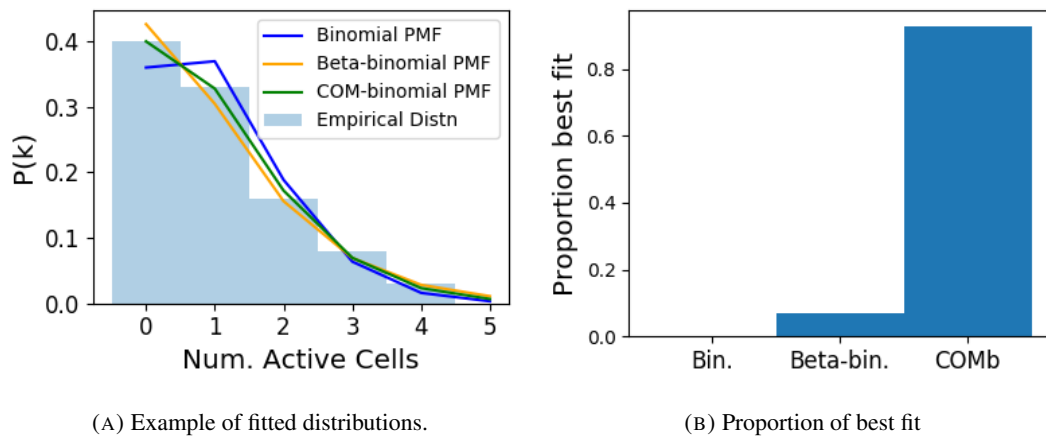 0.4
0.3
0.2
0.1
0.0
P(k)
Binomial PMF
Beta-binomial PMF
COM-binomial PMF
Empirical Distn
0 1 2 3 4 5
Num. Active Cells
(A) Example of fitted distributions.
0.8
0.6
0.4
0.2
0.0
Proportion best fit
Bin. Beta-bin. COMb
(B) Proportion of best fit